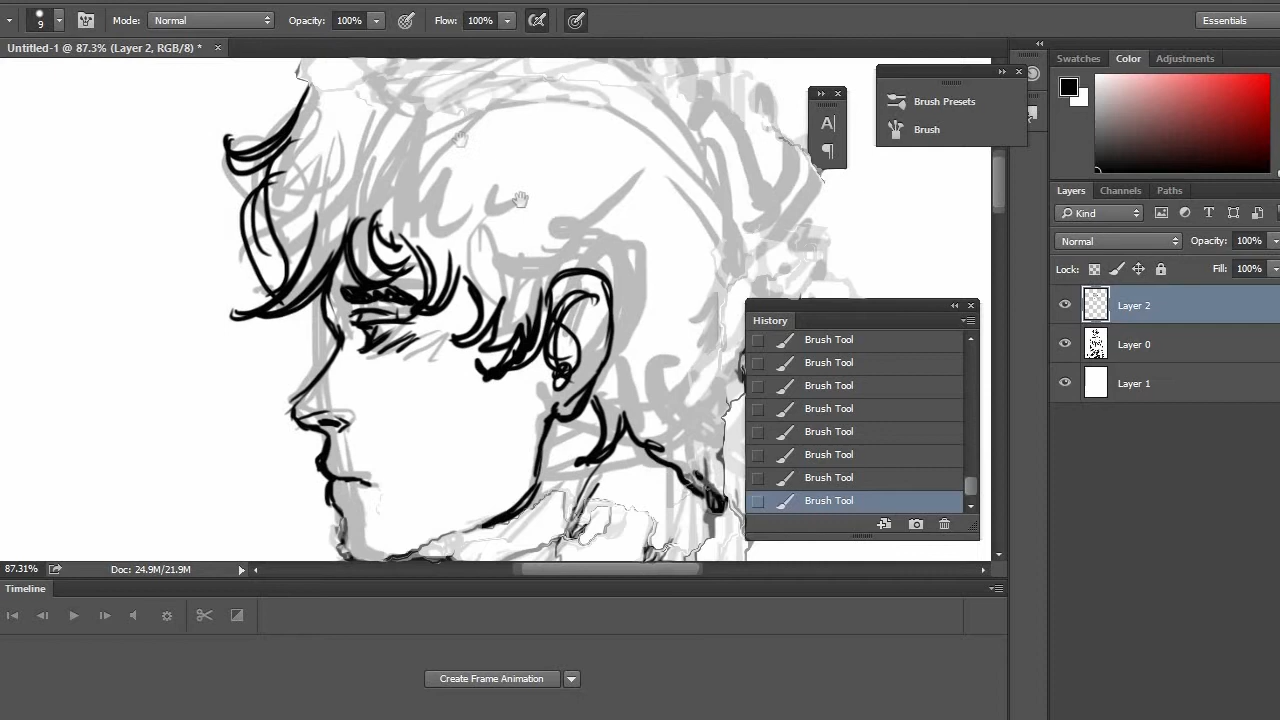 9 Mode: Normal Opacity: 100% Flow: 100% Essentials
Untitled-1 @ 87.3% (Layer 2, RGB/8) * ×
Swatches Color Adjustments
Brush Presets
Brush
A|
¶
Layers Channels Paths
Kind
Normal Opacity: 100%
Lock: Fill: 100%
Layer 2
Layer 0
Layer 1
History
Brush Tool
Brush Tool
Brush Tool
Brush Tool
Brush Tool
Brush Tool
Brush Tool
Brush Tool
87.31% Doc: 24.9M/21.9M
Timeline
Create Frame Animation